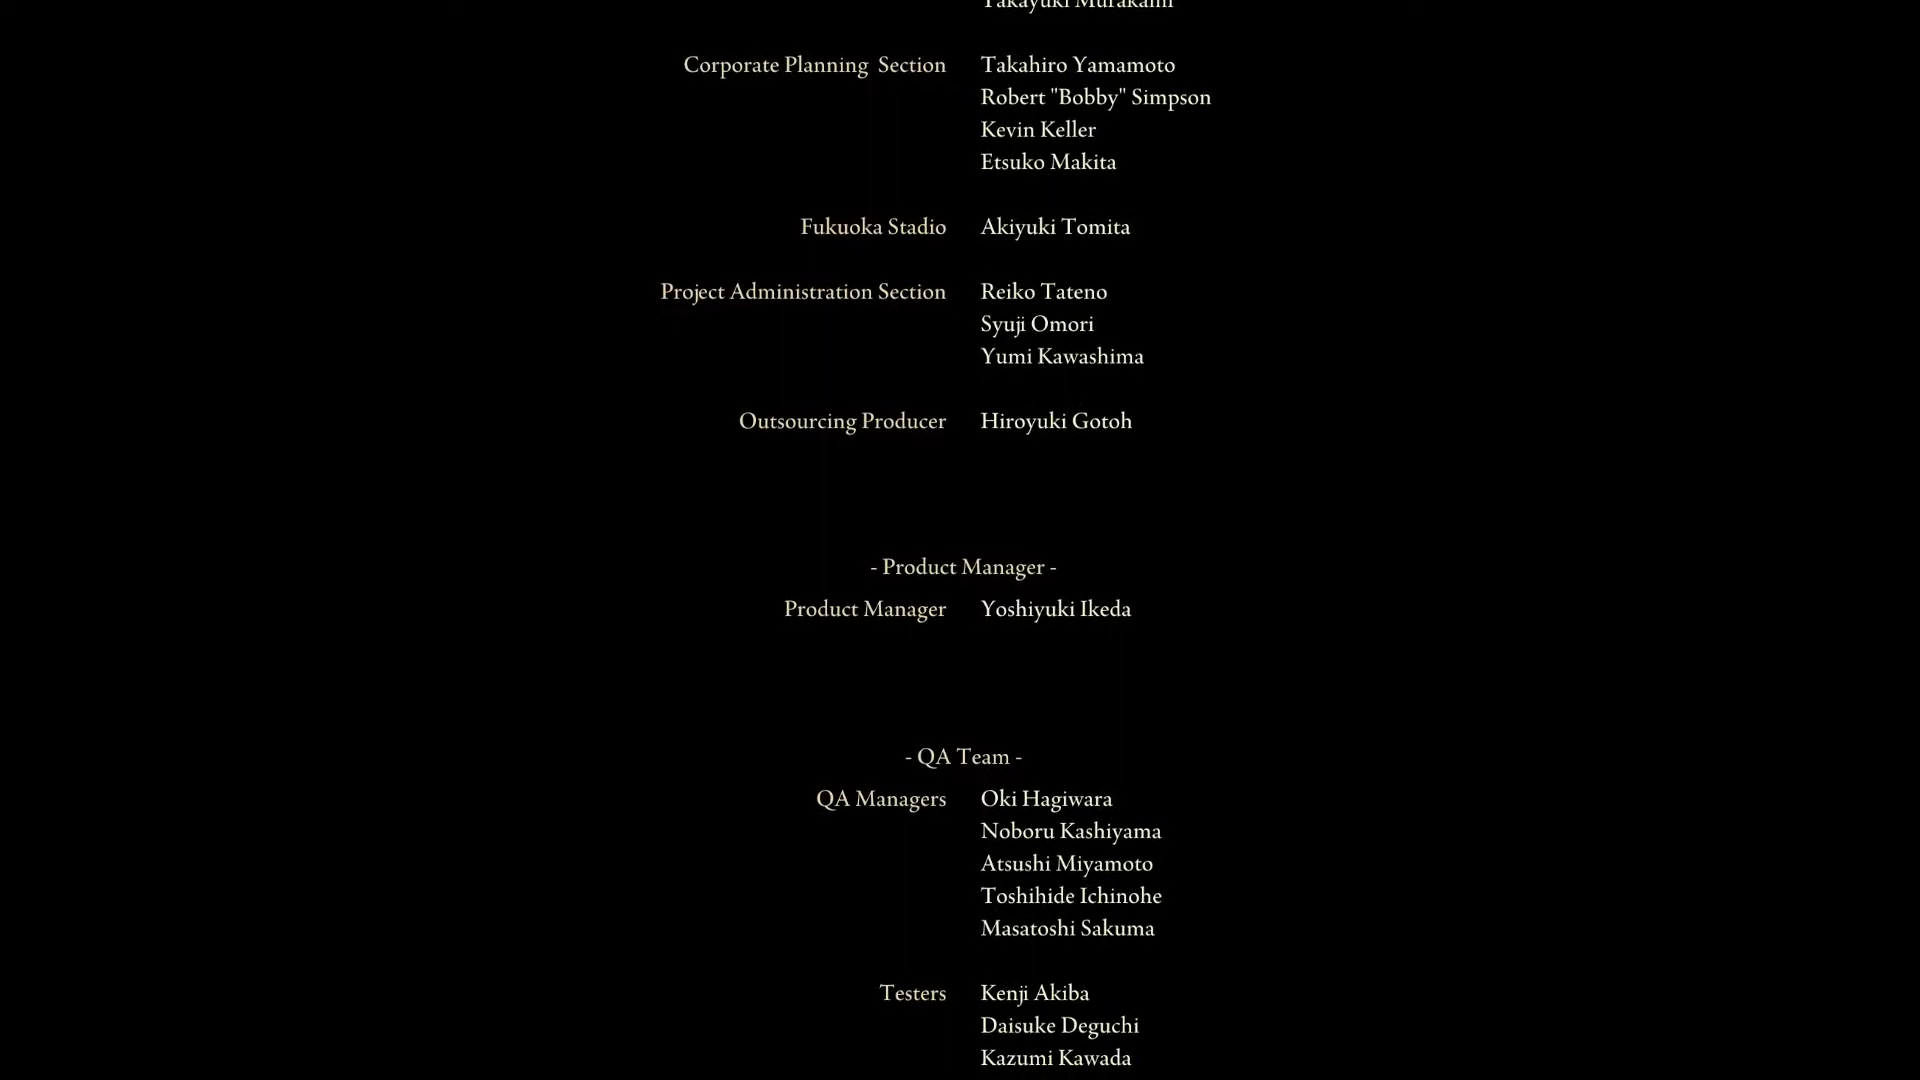 Takayuki Murakami
Corporate Planning  Section Takahiro Yamamoto
Robert "Bobby" Simpson
Kevin Keller
Etsuko Makita
Fukuoka Stadio Akiyuki Tomita
Project Administration Section Reiko Tateno
Syuji Omori
Yumi Kawashima
Outsourcing Producer Hiroyuki Gotoh
- Product Manager -
Product Manager Yoshiyuki Ikeda
- QA Team -
QA Managers Oki Hagiwara
Noboru Kashiyama
Atsushi Miyamoto
Toshihide Ichinohe
Masatoshi Sakuma
Testers Kenji Akiba
Daisuke Deguchi
Kazumi Kawada